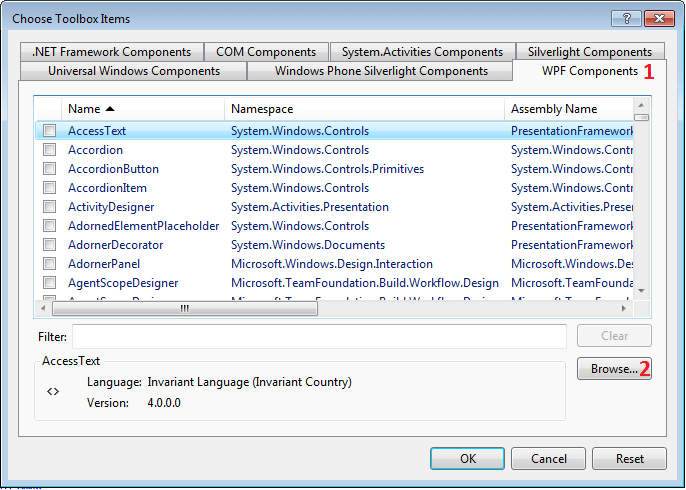 Choose Toolbox Items
.NET Framework Components COM Components System.Activities Components Silverlight Components
Universal Windows Components Windows Phone Silverlight Components WPF Components 1
Name Namespace Assembly Name
AccessText System.Windows.Controls PresentationFramework
Accordion System.Windows.Controls System.Windows.Contro
AccordionButton System.Windows.Controls.Primitives System.Windows.Contro
AccordionItem System.Windows.Controls System.Windows.Contro
ActivityDesigner System.Activities.Presentation System.Activities.Present
AdornedElementPlaceholder System.Windows.Controls PresentationFramework
AdornerDecorator System.Windows.Documents PresentationFramework
AdornerPanel Microsoft.Windows.Design.Interaction Microsoft.Windows.Des
AgentScopeDesigner Microsoft.TeamFoundation.Build.Workflow.Design Microsoft.TeamFounda
Filter: Clear
AccessText
Browse... 2
<> Language: Invariant Language (Invariant Country)
Version: 4.0.0.0
OK Cancel Reset